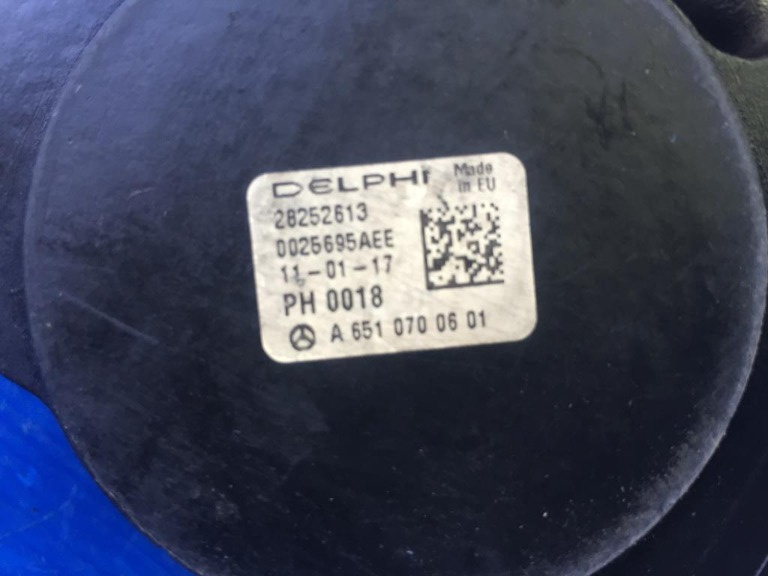 DELPHI Made in EU
28252613
0025695AEE
11-01-17
PH 0018
A 651 070 06 01